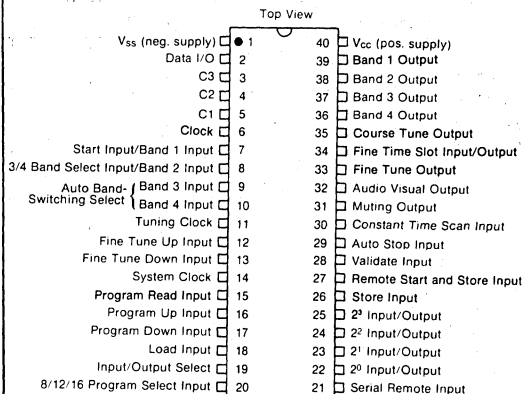 Top View
Vss (neg. supply) 1
Data I/O 2
C3 3
C2 4
C1 5
Clock 6
Start Input/Band 1 Input 7
3/4 Band Select Input/Band 2 Input 8
Auto Band-Switching Select { Band 3 Input 9
Band 4 Input 10
Tuning Clock 11
Fine Tune Up Input 12
Fine Tune Down Input 13
System Clock 14
Program Read Input 15
Program Up Input 16
Program Down Input 17
Load Input 18
Input/Output Select 19
8/12/16 Program Select Input 20
40 Vcc (pos. supply)
39 Band 1 Output
38 Band 2 Output
37 Band 3 Output
36 Band 4 Output
35 Course Tune Output
34 Fine Time Slot Input/Output
33 Fine Tune Output
32 Audio Visual Output
31 Muting Output
30 Constant Time Scan Input
29 Auto Stop Input
28 Validate Input
27 Remote Start and Store Input
26 Store Input
25 2³ Input/Output
24 2² Input/Output
23 2¹ Input/Output
22 2⁰ Input/Output
21 Serial Remote Input